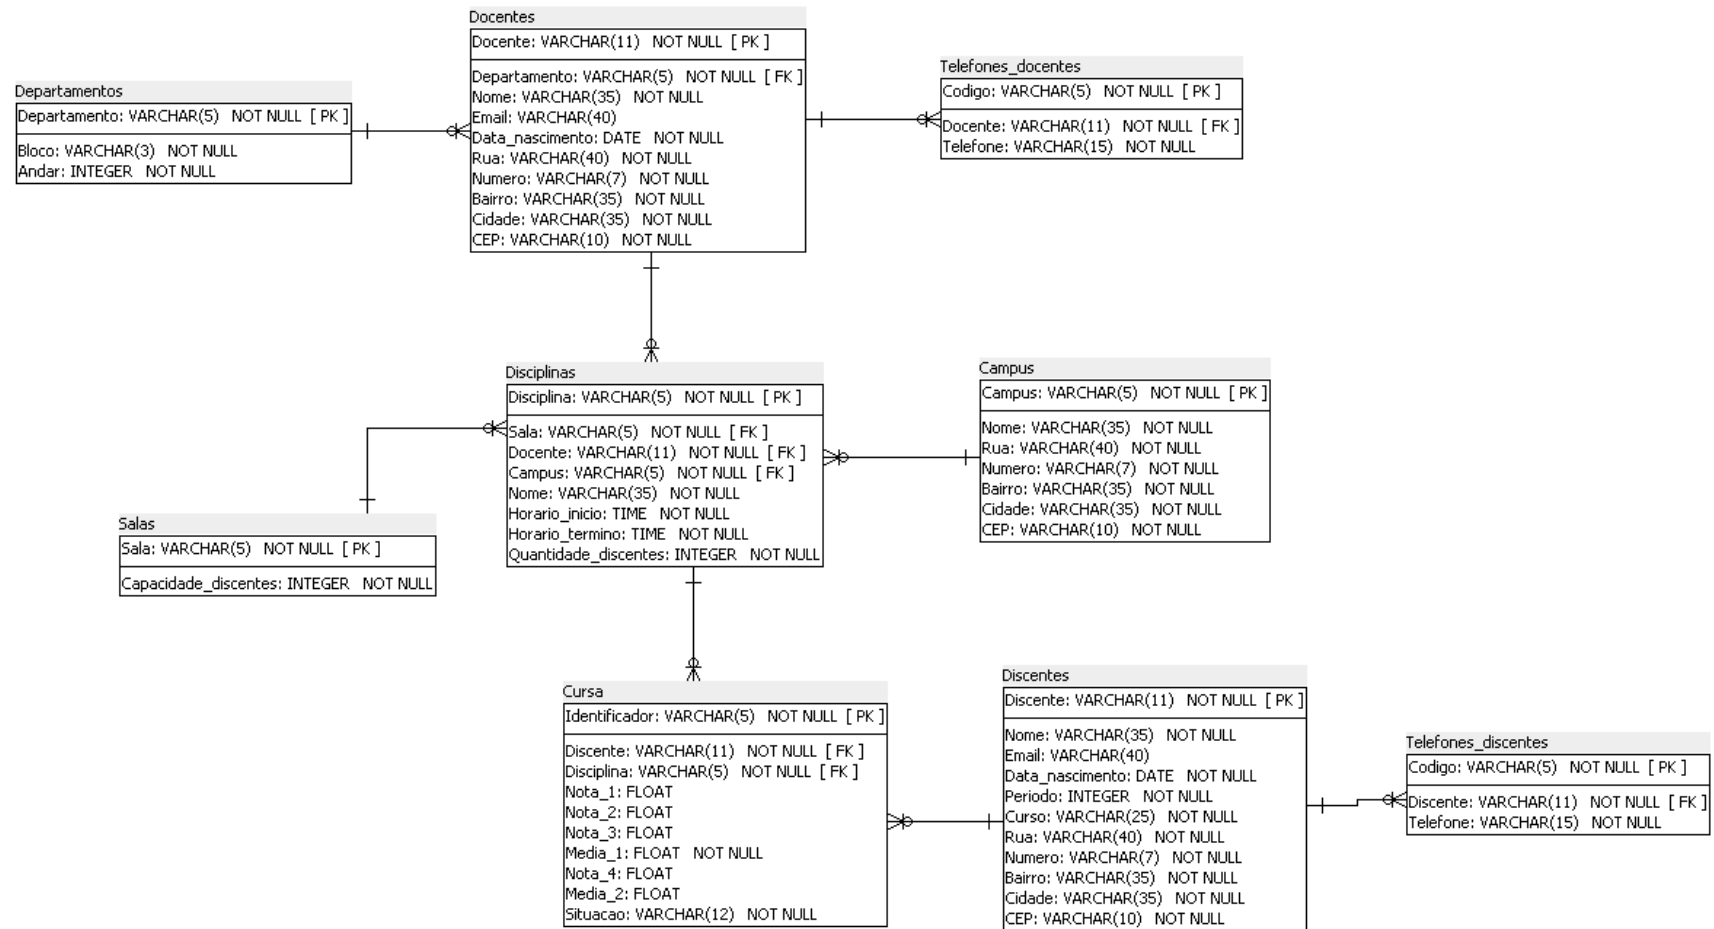 Docentes
Docente: VARCHAR(11) NOT NULL [ PK ]
Departamento: VARCHAR(5) NOT NULL [ FK ]
Nome: VARCHAR(35) NOT NULL
Email: VARCHAR(40)
Data_nascimento: DATE NOT NULL
Rua: VARCHAR(40) NOT NULL
Numero: VARCHAR(7) NOT NULL
Bairro: VARCHAR(35) NOT NULL
Cidade: VARCHAR(35) NOT NULL
CEP: VARCHAR(10) NOT NULL
Departamentos
Departamento: VARCHAR(5) NOT NULL [ PK ]
Bloco: VARCHAR(3) NOT NULL
Andar: INTEGER NOT NULL
Telefones_docentes
Codigo: VARCHAR(5) NOT NULL [ PK ]
Docente: VARCHAR(11) NOT NULL [ FK ]
Telefone: VARCHAR(15) NOT NULL
Disciplinas
Disciplina: VARCHAR(5) NOT NULL [ PK ]
Sala: VARCHAR(5) NOT NULL [ FK ]
Docente: VARCHAR(11) NOT NULL [ FK ]
Campus: VARCHAR(5) NOT NULL [ FK ]
Nome: VARCHAR(35) NOT NULL
Horario_inicio: TIME NOT NULL
Horario_termino: TIME NOT NULL
Quantidade_discentes: INTEGER NOT NULL
Campus
Campus: VARCHAR(5) NOT NULL [ PK ]
Nome: VARCHAR(35) NOT NULL
Rua: VARCHAR(40) NOT NULL
Numero: VARCHAR(7) NOT NULL
Bairro: VARCHAR(35) NOT NULL
Cidade: VARCHAR(35) NOT NULL
CEP: VARCHAR(10) NOT NULL
Salas
Sala: VARCHAR(5) NOT NULL [ PK ]
Capacidade_discentes: INTEGER NOT NULL
Cursa
Identificador: VARCHAR(5) NOT NULL [ PK ]
Discente: VARCHAR(11) NOT NULL [ FK ]
Disciplina: VARCHAR(5) NOT NULL [ FK ]
Nota_1: FLOAT
Nota_2: FLOAT
Nota_3: FLOAT
Media_1: FLOAT NOT NULL
Nota_4: FLOAT
Media_2: FLOAT
Situacao: VARCHAR(12) NOT NULL
Discentes
Discente: VARCHAR(11) NOT NULL [ PK ]
Nome: VARCHAR(35) NOT NULL
Email: VARCHAR(40)
Data_nascimento: DATE NOT NULL
Periodo: INTEGER NOT NULL
Curso: VARCHAR(25) NOT NULL
Rua: VARCHAR(40) NOT NULL
Numero: VARCHAR(7) NOT NULL
Bairro: VARCHAR(35) NOT NULL
Cidade: VARCHAR(35) NOT NULL
CEP: VARCHAR(10) NOT NULL
Telefones_discentes
Codigo: VARCHAR(5) NOT NULL [ PK ]
Discente: VARCHAR(11) NOT NULL [ FK ]
Telefone: VARCHAR(15) NOT NULL